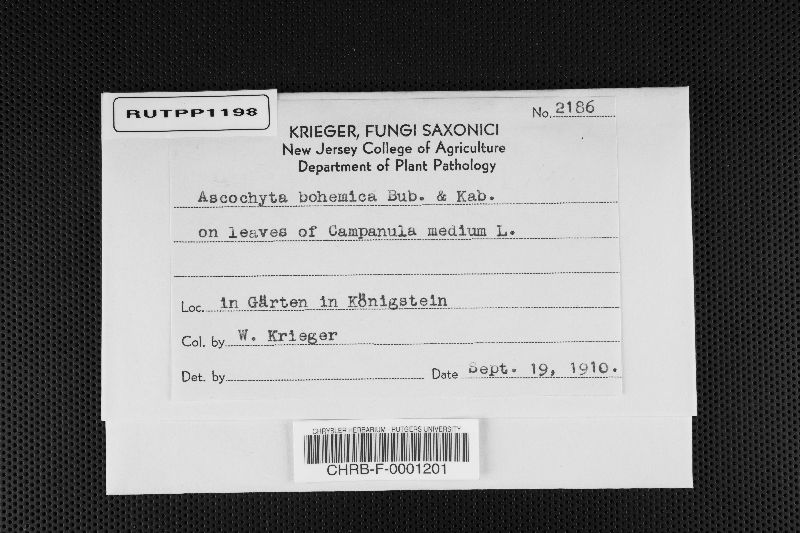 RUTPP1198
No. 2186
KRIEGER, FUNGI SAXONICI
New Jersey College of Agriculture
Department of Plant Pathology
Ascochyta bohemica Bub. & Kab.
on leaves of Campanula medium L.
Loc. in Gärten in Königstein
Col. by W. Krieger
Det. by Date Sept. 19, 1910.
CHRYSLER HERBARIUM - RUTGERS UNIVERSITY
CHRB-F-0001201